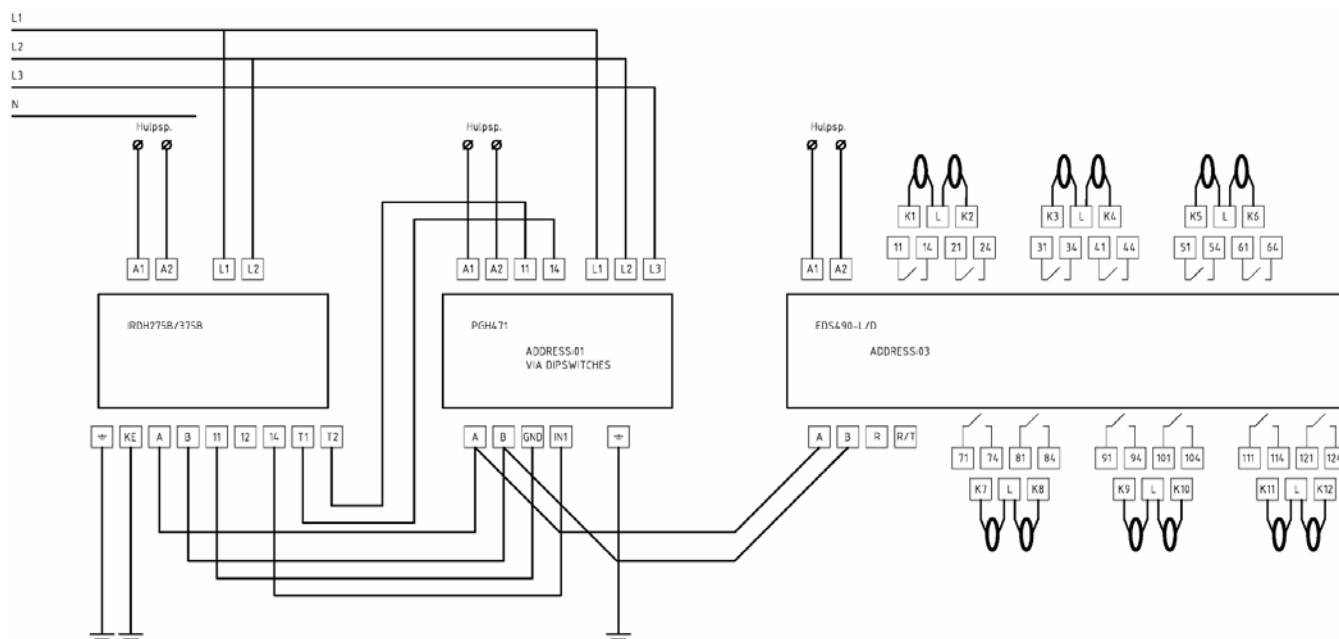 L1
L2
L3
N
Hulpsp. Hulpsp. Hulpsp.
K1 L K2 K3 L K4 K5 L K6
11 14 21 24 31 34 41 44 51 54 61 64
A1 A2 L1 L2 A1 A2 11 14 L1 L2 L3 A1 A2
IRDH275B/375B PGH471 EDS490-L/D
ADDRESS:01 ADDRESS:03
VIA DIPSWITCHES
KE A B 11 12 14 T1 T2 A B GND IN1 A B R R/T
71 74 81 84 91 94 101 104 111 114 121 124
K7 L K8 K9 L K10 K11 L K12